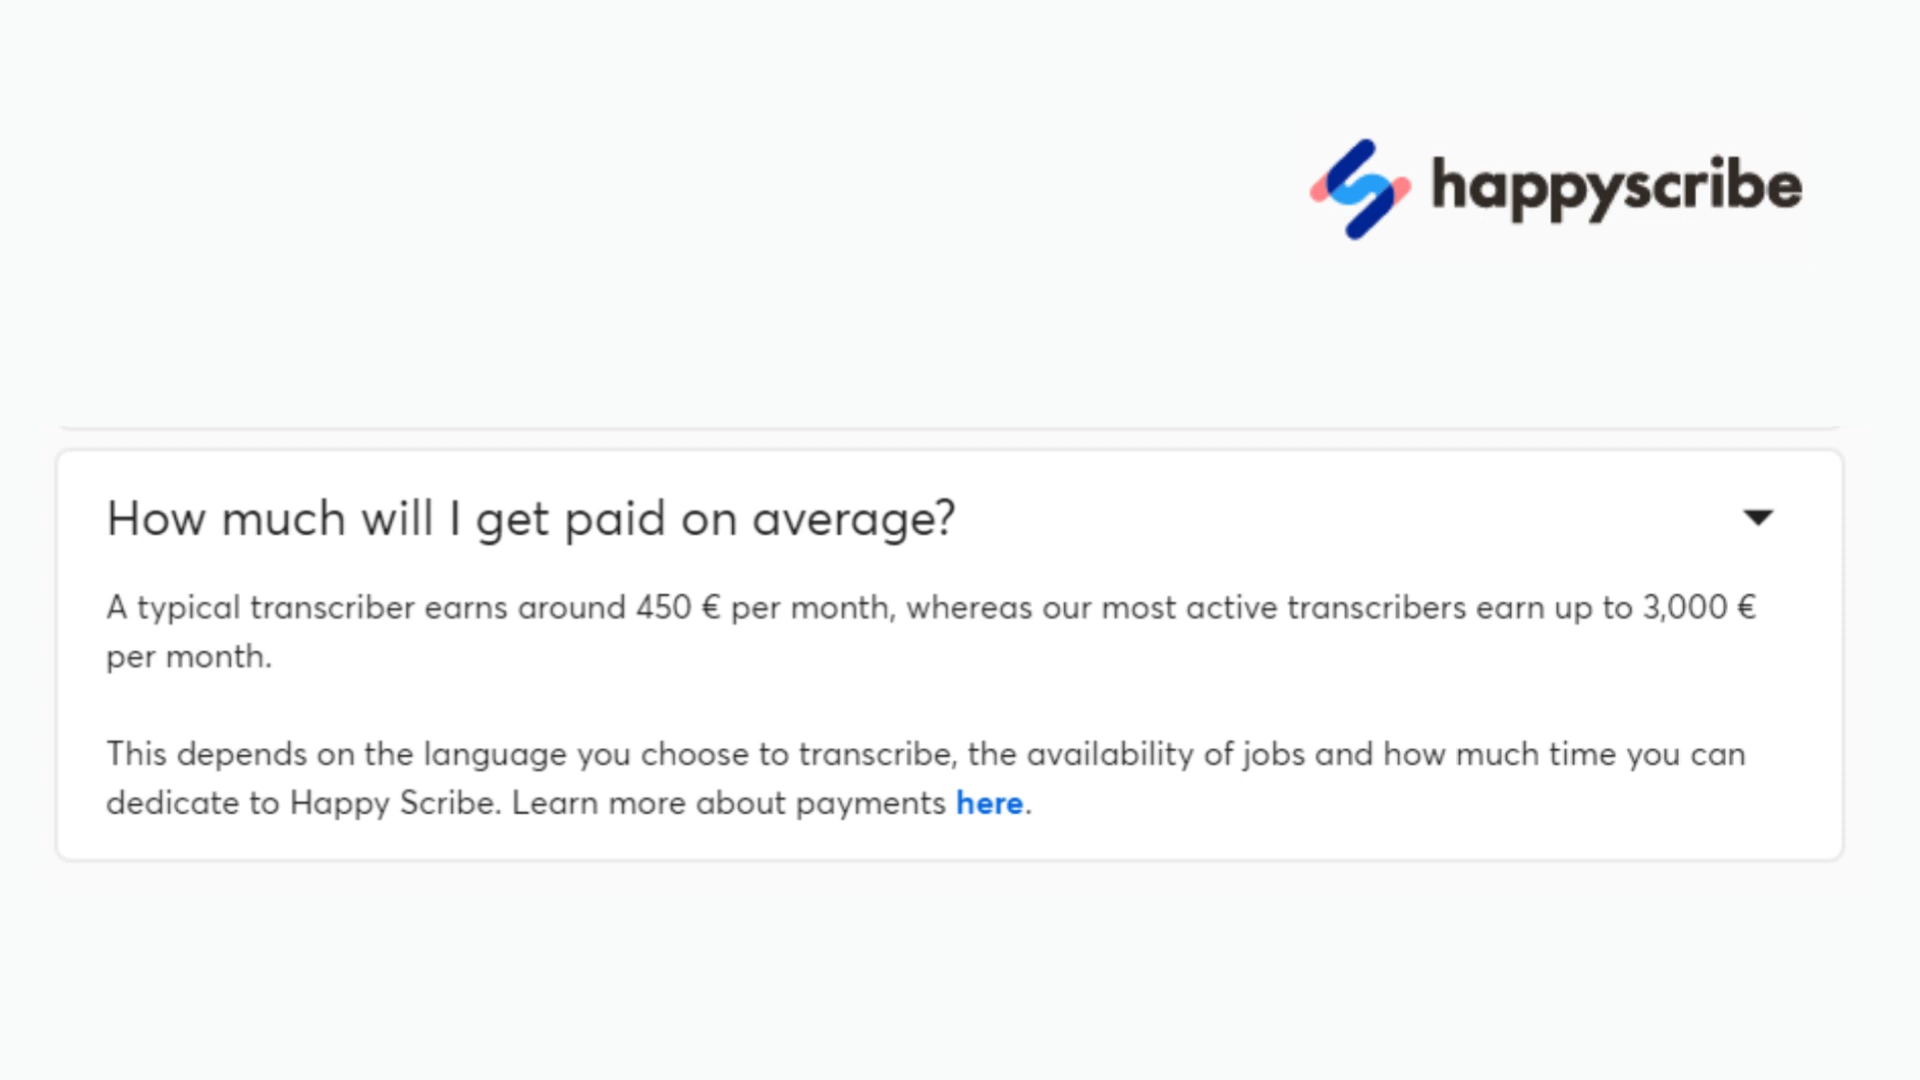 happyscribe
How much will I get paid on average?
A typical transcriber earns around 450 € per month, whereas our most active transcribers earn up to 3,000 €
per month.
This depends on the language you choose to transcribe, the availability of jobs and how much time you can
dedicate to Happy Scribe. Learn more about payments here.